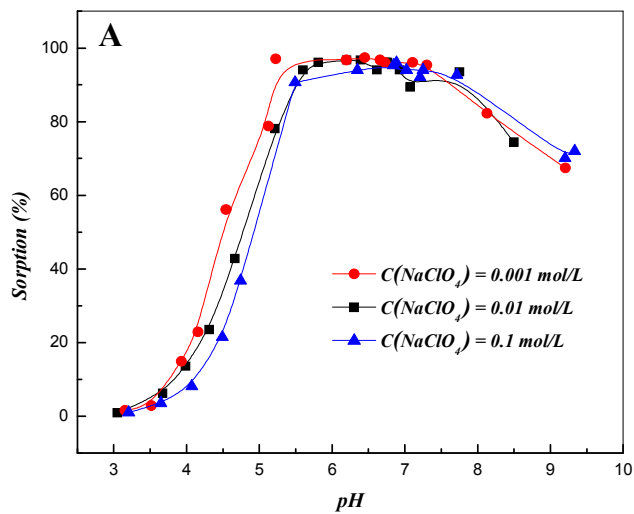 A
100
80
60
40
20
0
Sorption (%)
C(NaClO₄) = 0.001 mol/L
C(NaClO₄) = 0.01 mol/L
C(NaClO₄) = 0.1 mol/L
3 4 5 6 7 8 9 10
pH